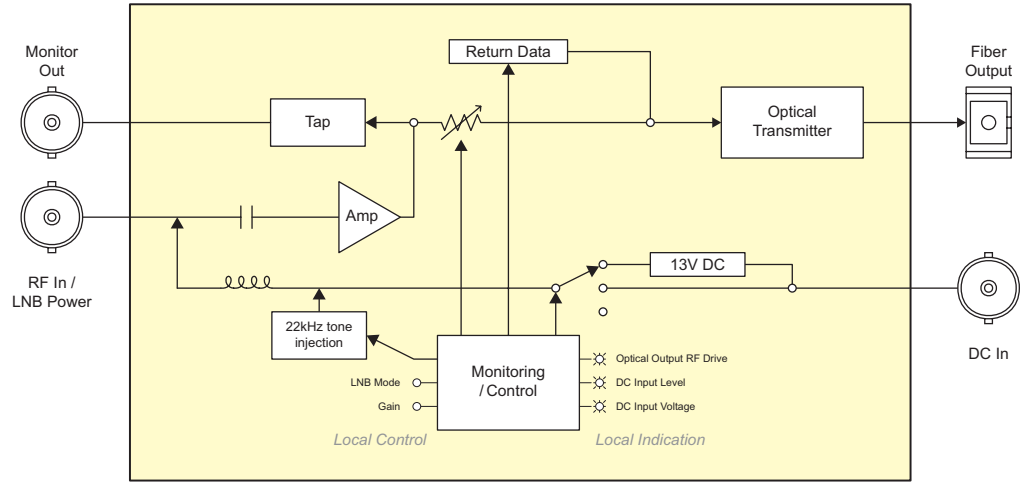 Monitor
Out
Return Data
Fiber
Output
Tap
Optical
Transmitter
Amp
RF In /
LNB Power
13V DC
22kHz tone
injection
DC In
Monitoring
/ Control
Optical Output RF Drive
LNB Mode
DC Input Level
Gain
DC Input Voltage
Local Control
Local Indication